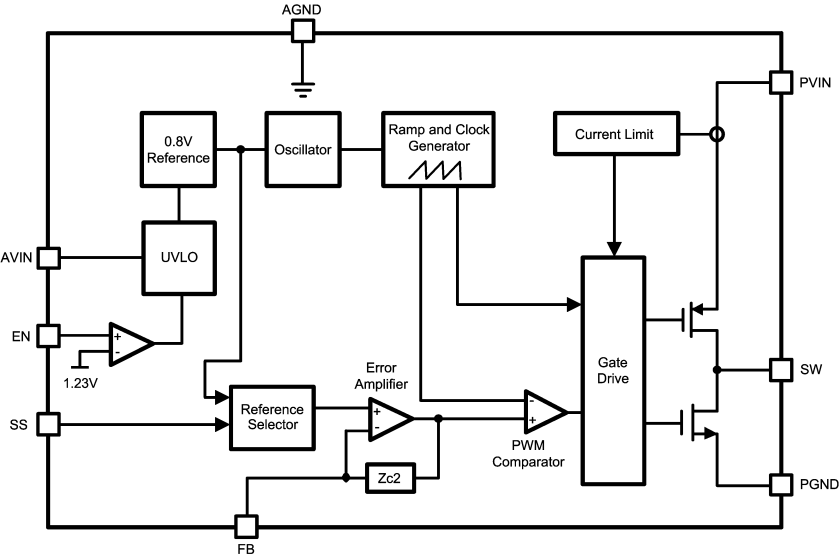 AGND
PVIN
0.8V
Reference
Oscillator
Ramp and Clock
Generator
Current Limit
AVIN
UVLO
EN
+
-
1.23V
Error
Amplifier
Gate
Drive
SW
SS
Reference
Selector
+
-
-
+
PWM
Comparator
Zc2
PGND
FB